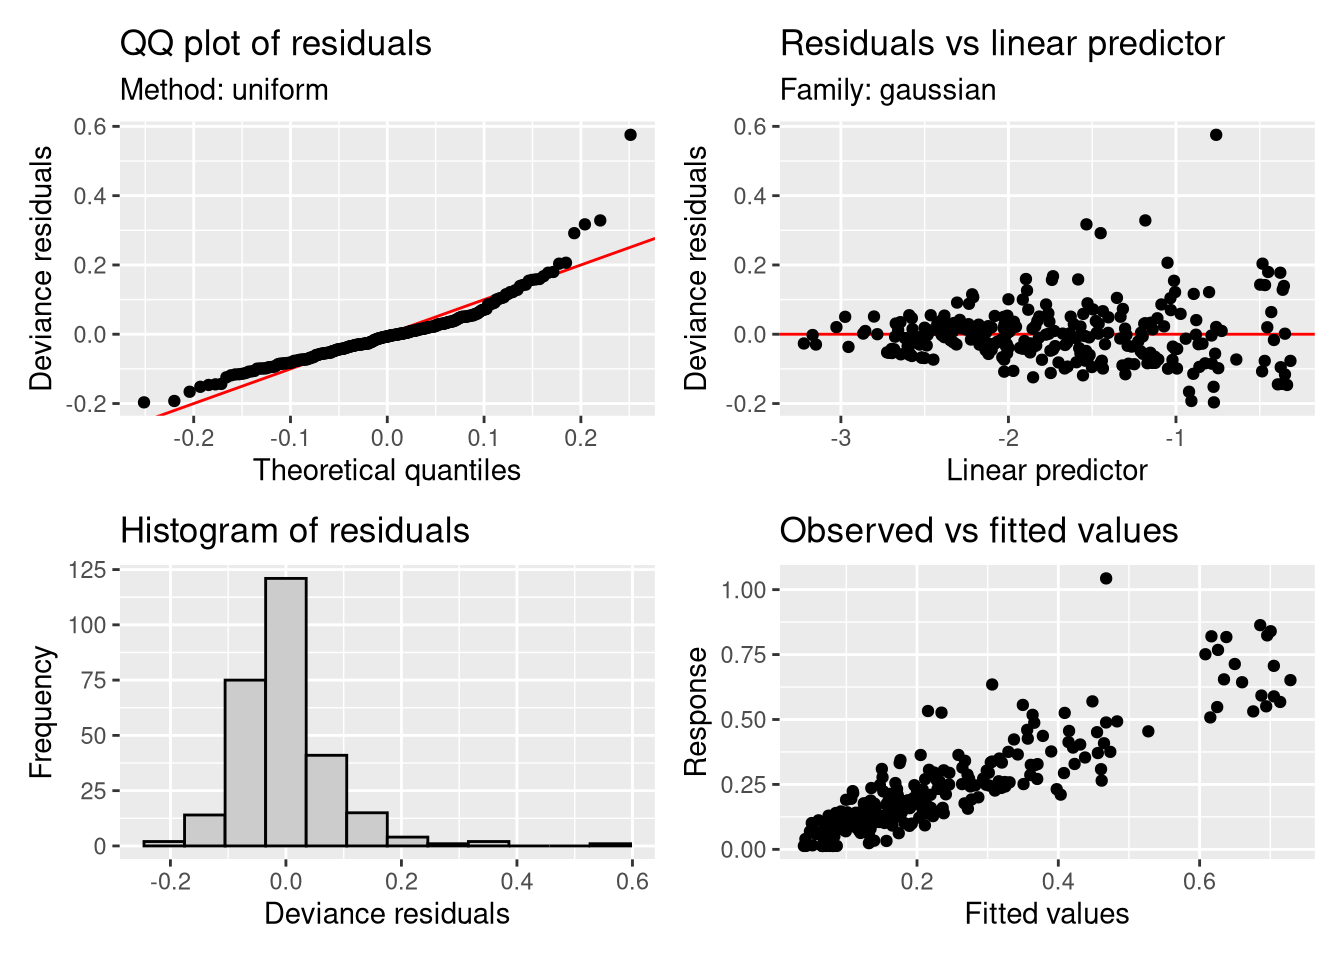 QQ plot of residuals
Method: uniform
Deviance residuals
0.6
0.4
0.2
0.0
-0.2
-0.2
-0.1
0.0
0.1
0.2
Theoretical quantiles
Residuals vs linear predictor
Family: gaussian
Deviance residuals
0.6
0.4
0.2
0.0
-0.2
-3
-2
-1
Linear predictor
Histogram of residuals
Frequency
125
100
75
50
25
0
-0.2
0.0
0.2
0.4
0.6
Deviance residuals
Observed vs fitted values
Response
1.00
0.75
0.50
0.25
0.00
0.2
0.4
0.6
Fitted values